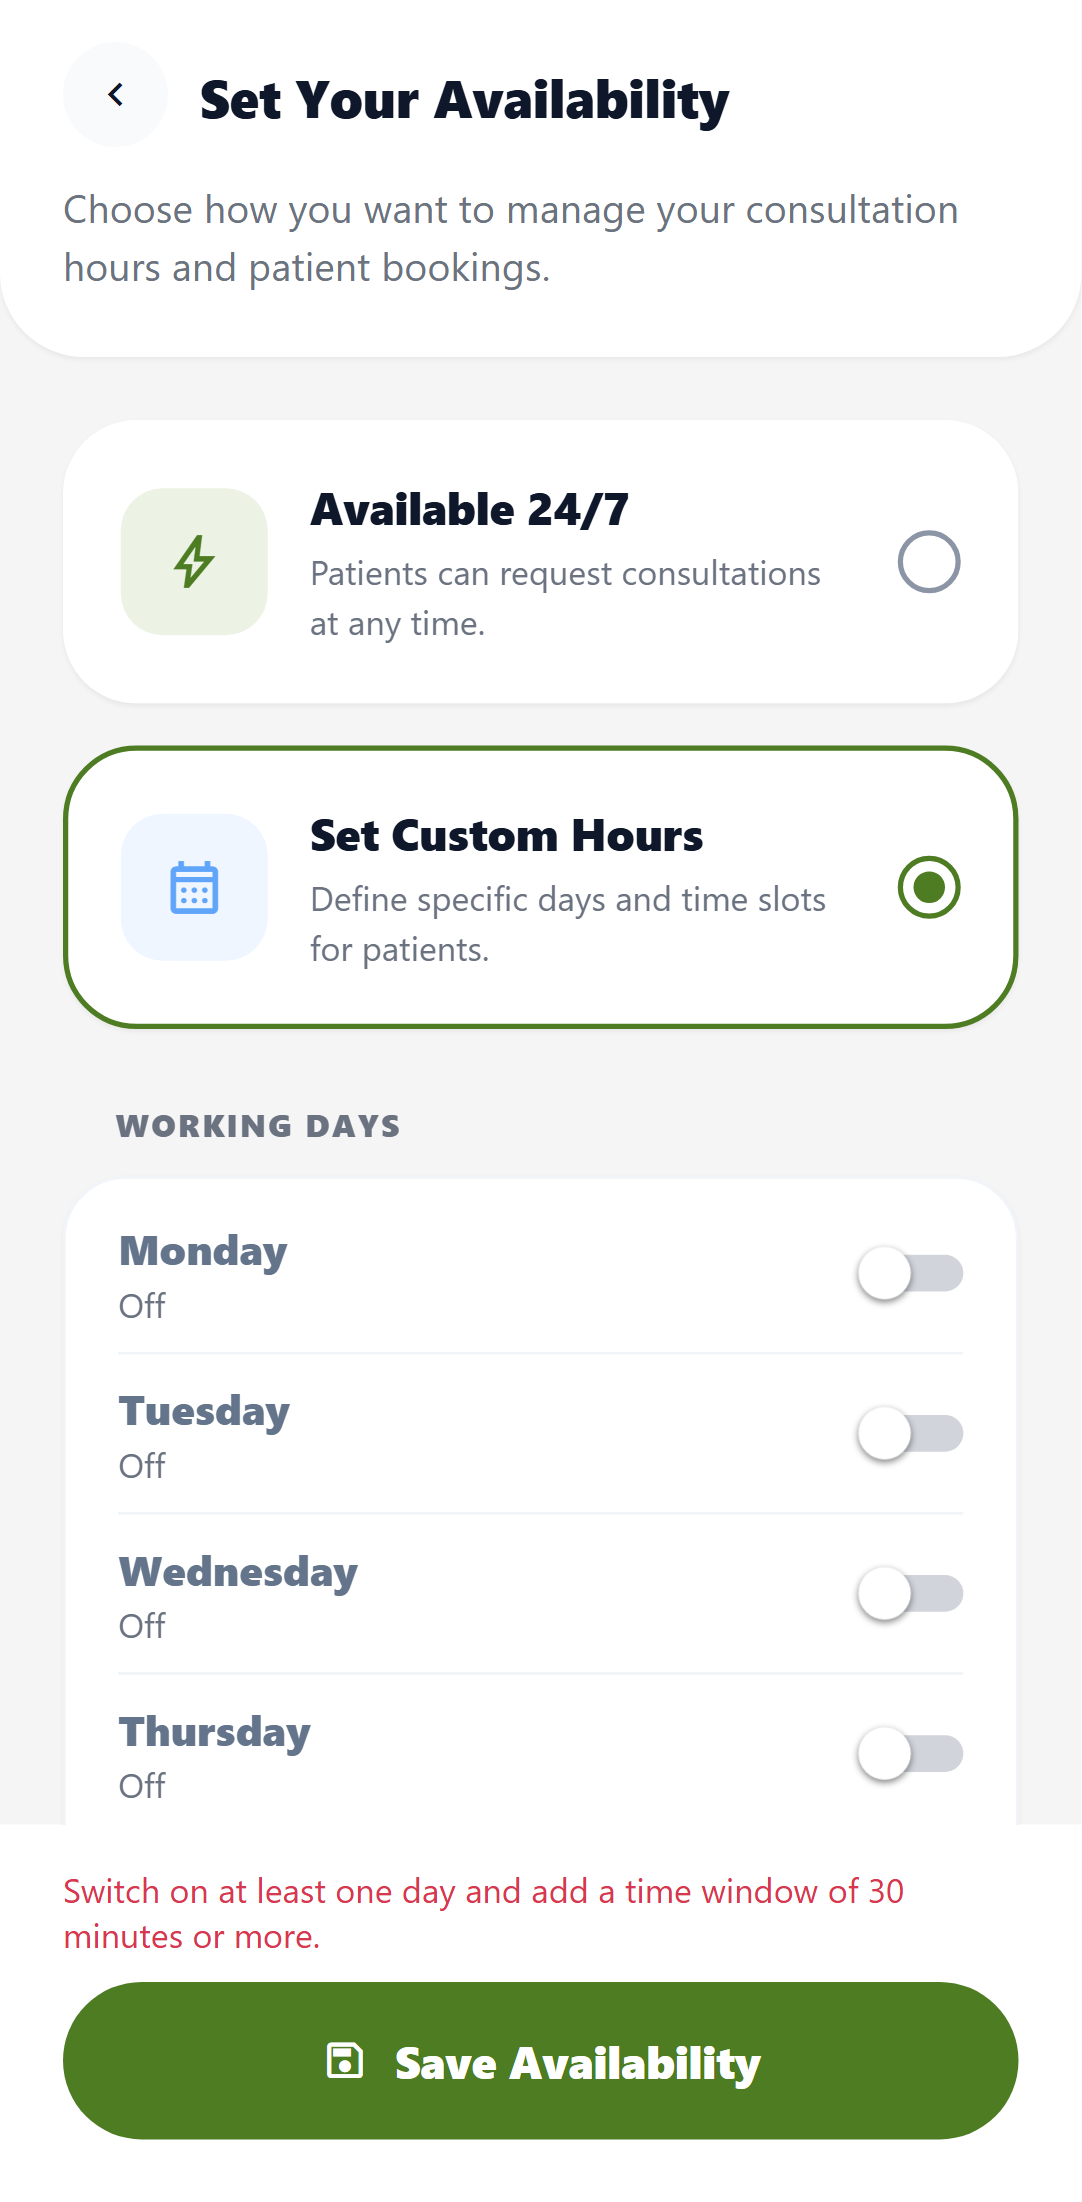 Set Your Availability
Choose how you want to manage your consultation
hours and patient bookings.
Available 24/7
Patients can request consultations
at any time.
Set Custom Hours
Define specific days and time slots
for patients.
WORKING DAYS
Monday
Off
Tuesday
Off
Wednesday
Off
Thursday
Off
Switch on at least one day and add a time window of 30
minutes or more.
Save Availability